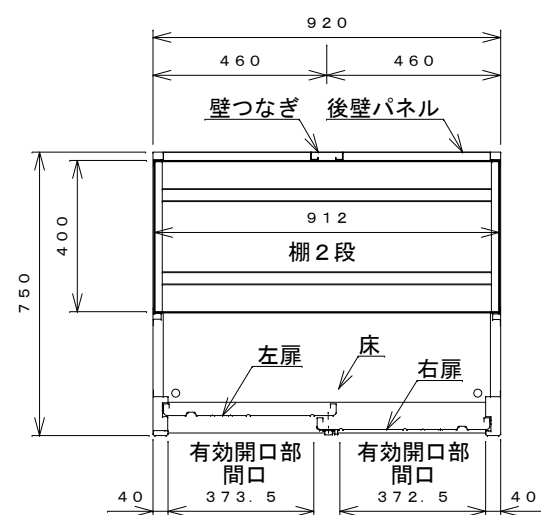 920
460 460
壁つなぎ 後壁パネル
912
400
棚2段
750
床
左扉
右扉
有効開口部 有効開口部
間口 間口
40 373.5 372.5 40